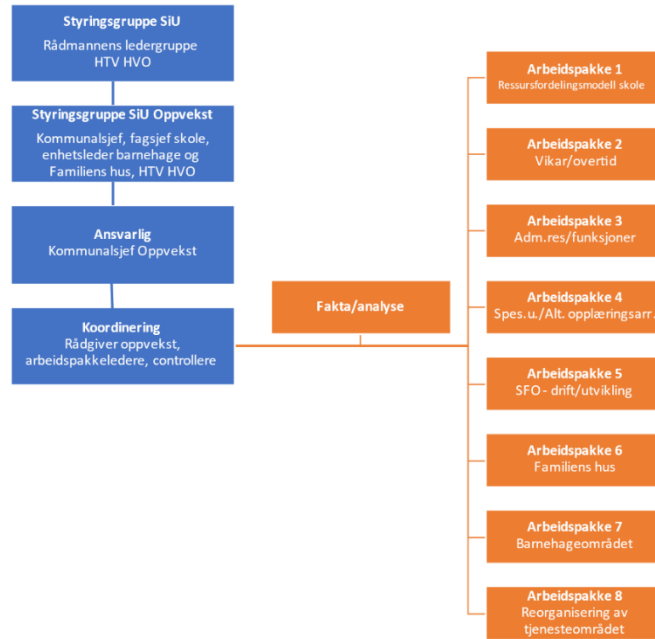 Styringsgruppe SiU
Rådmannens ledergruppe
HTV HVO
Styringsgruppe SiU Oppvekst
Kommunalsjef, fagsjef skole,
enhetsleder barnehage og
Familiens hus, HTV HVO
Ansvarlig
Kommunalsjef Oppvekst
Koordinering
Rådgiver oppvekst,
arbeidspakkeledere, controllere
Fakta/analyse
Arbeidspakke 1
Ressursfordelingsmodell skole
Arbeidspakke 2
Vikar/overtid
Arbeidspakke 3
Adm.res/funksjoner
Arbeidspakke 4
Spes.u./Alt. opplæringsarr.
Arbeidspakke 5
SFO - drift/utvikling
Arbeidspakke 6
Familiens hus
Arbeidspakke 7
Barnehageområdet
Arbeidspakke 8
Reorganisering av
tjenesteområdet